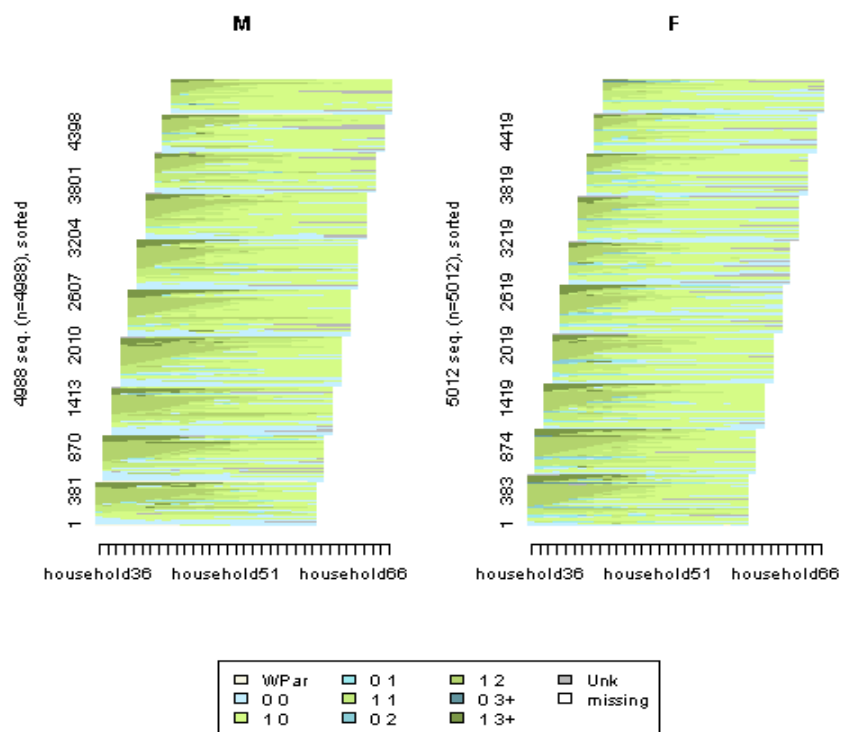 M
F
4988 seq. (n=4988), sorted
1 381 870 1413 2010 2607 3204 3801 4398
5012 seq. (n=5012), sorted
1 383 874 1419 2019 2619 3219 3819 4419
household36 household51 household66
household36 household51 household66
WPar 0 1 1 2 Unk
0 0 1 1 0 3+ missing
1 0 0 2 1 3+